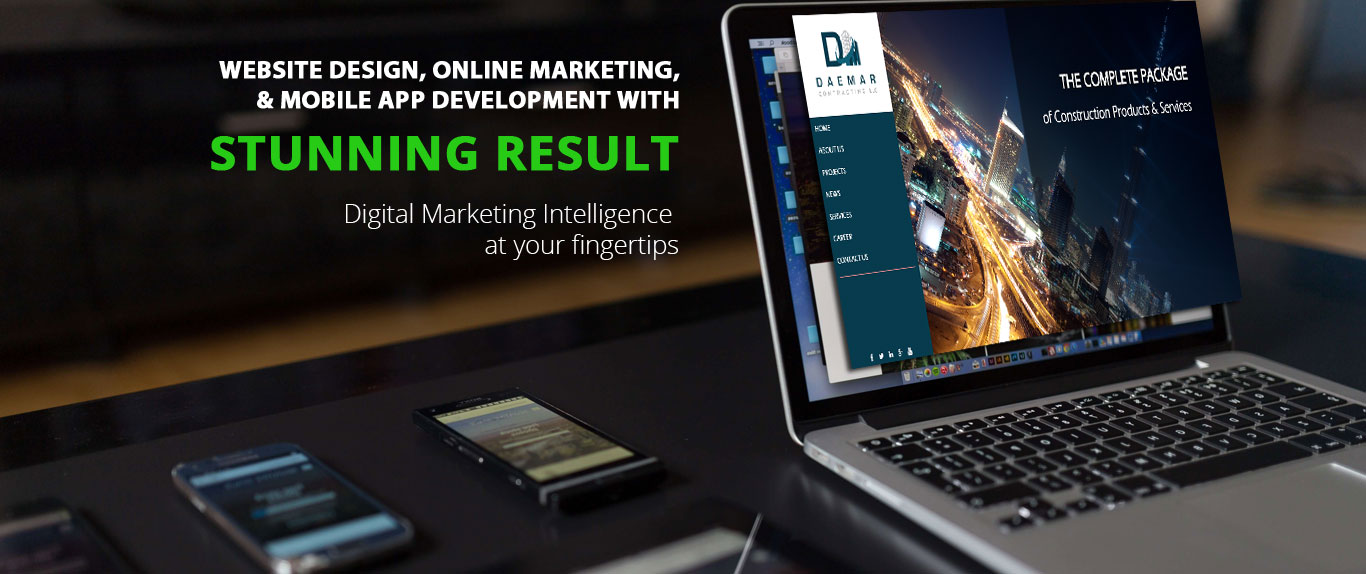 WEBSITE DESIGN, ONLINE MARKETING,
& MOBILE APP DEVELOPMENT WITH
STUNNING RESULT
Digital Marketing Intelligence
at your fingertips
DAEMAR
THE COMPLETE PACKAGE
of Construction Products & Services
HOME
ABOUT US
PROJECTS
NEWS
SERVICES
CAREER
CONTACT US